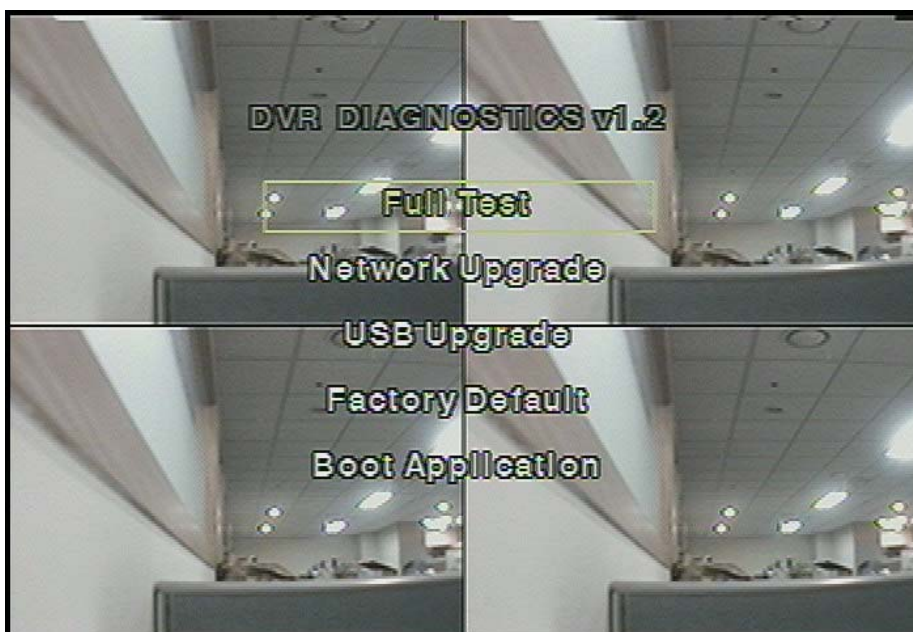 DVR DIAGNOSTICS v1.2
Full Test
Network Upgrade
USB Upgrade
Factory Default
Boot Application